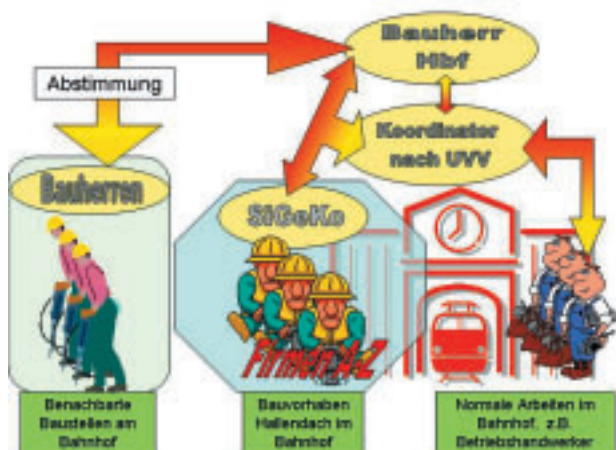 Bauherr
Hbf
Abstimmung
Koordinator
nach UVV
Bauherren
SiGeKo
Firmen A-Z
Benachbarte
Baustellen am
Bahnhof
Bauvorhaben
Hallendach im
Bahnhof
Normale Arbeiten im
Bahnhof, z.B.
Betriebshandwerker